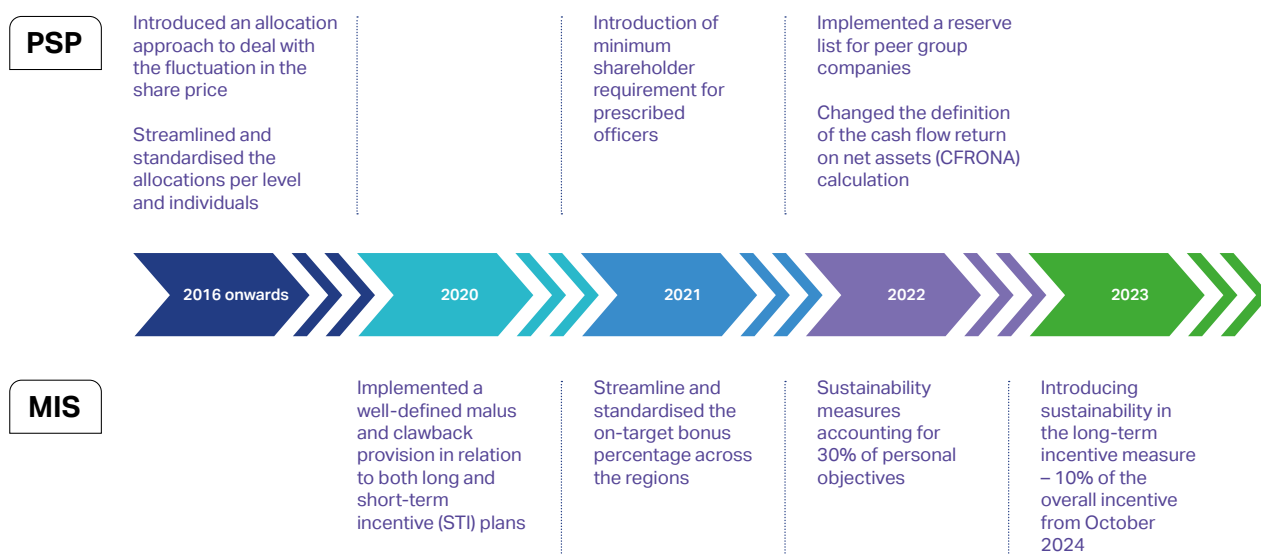 PSP
Introduced an allocation
approach to deal with
the fluctuation in the
share price
Streamlined and
standardised the
allocations per level
and individuals
Introduction of
minimum
shareholder
requirement for
prescribed
officers
Implemented a
reserve list for peer
group companies
Changed the definition
of the cash flow return
on net assets (CFRONA)
calculation
2016 onwards
2020
2021
2022
2023
MIS
Implemented a
well-defined malus
and clawback
provision in relation
to both long and
short-term
incentive (STI) plans
Streamline and
standardised the
on-target bonus
percentage across
the regions
Sustainability
measures
accounting for
30% of personal
objectives
Introducing
sustainability in
the long-term
incentive measure
– 10% of the
overall incentive
from October
2024